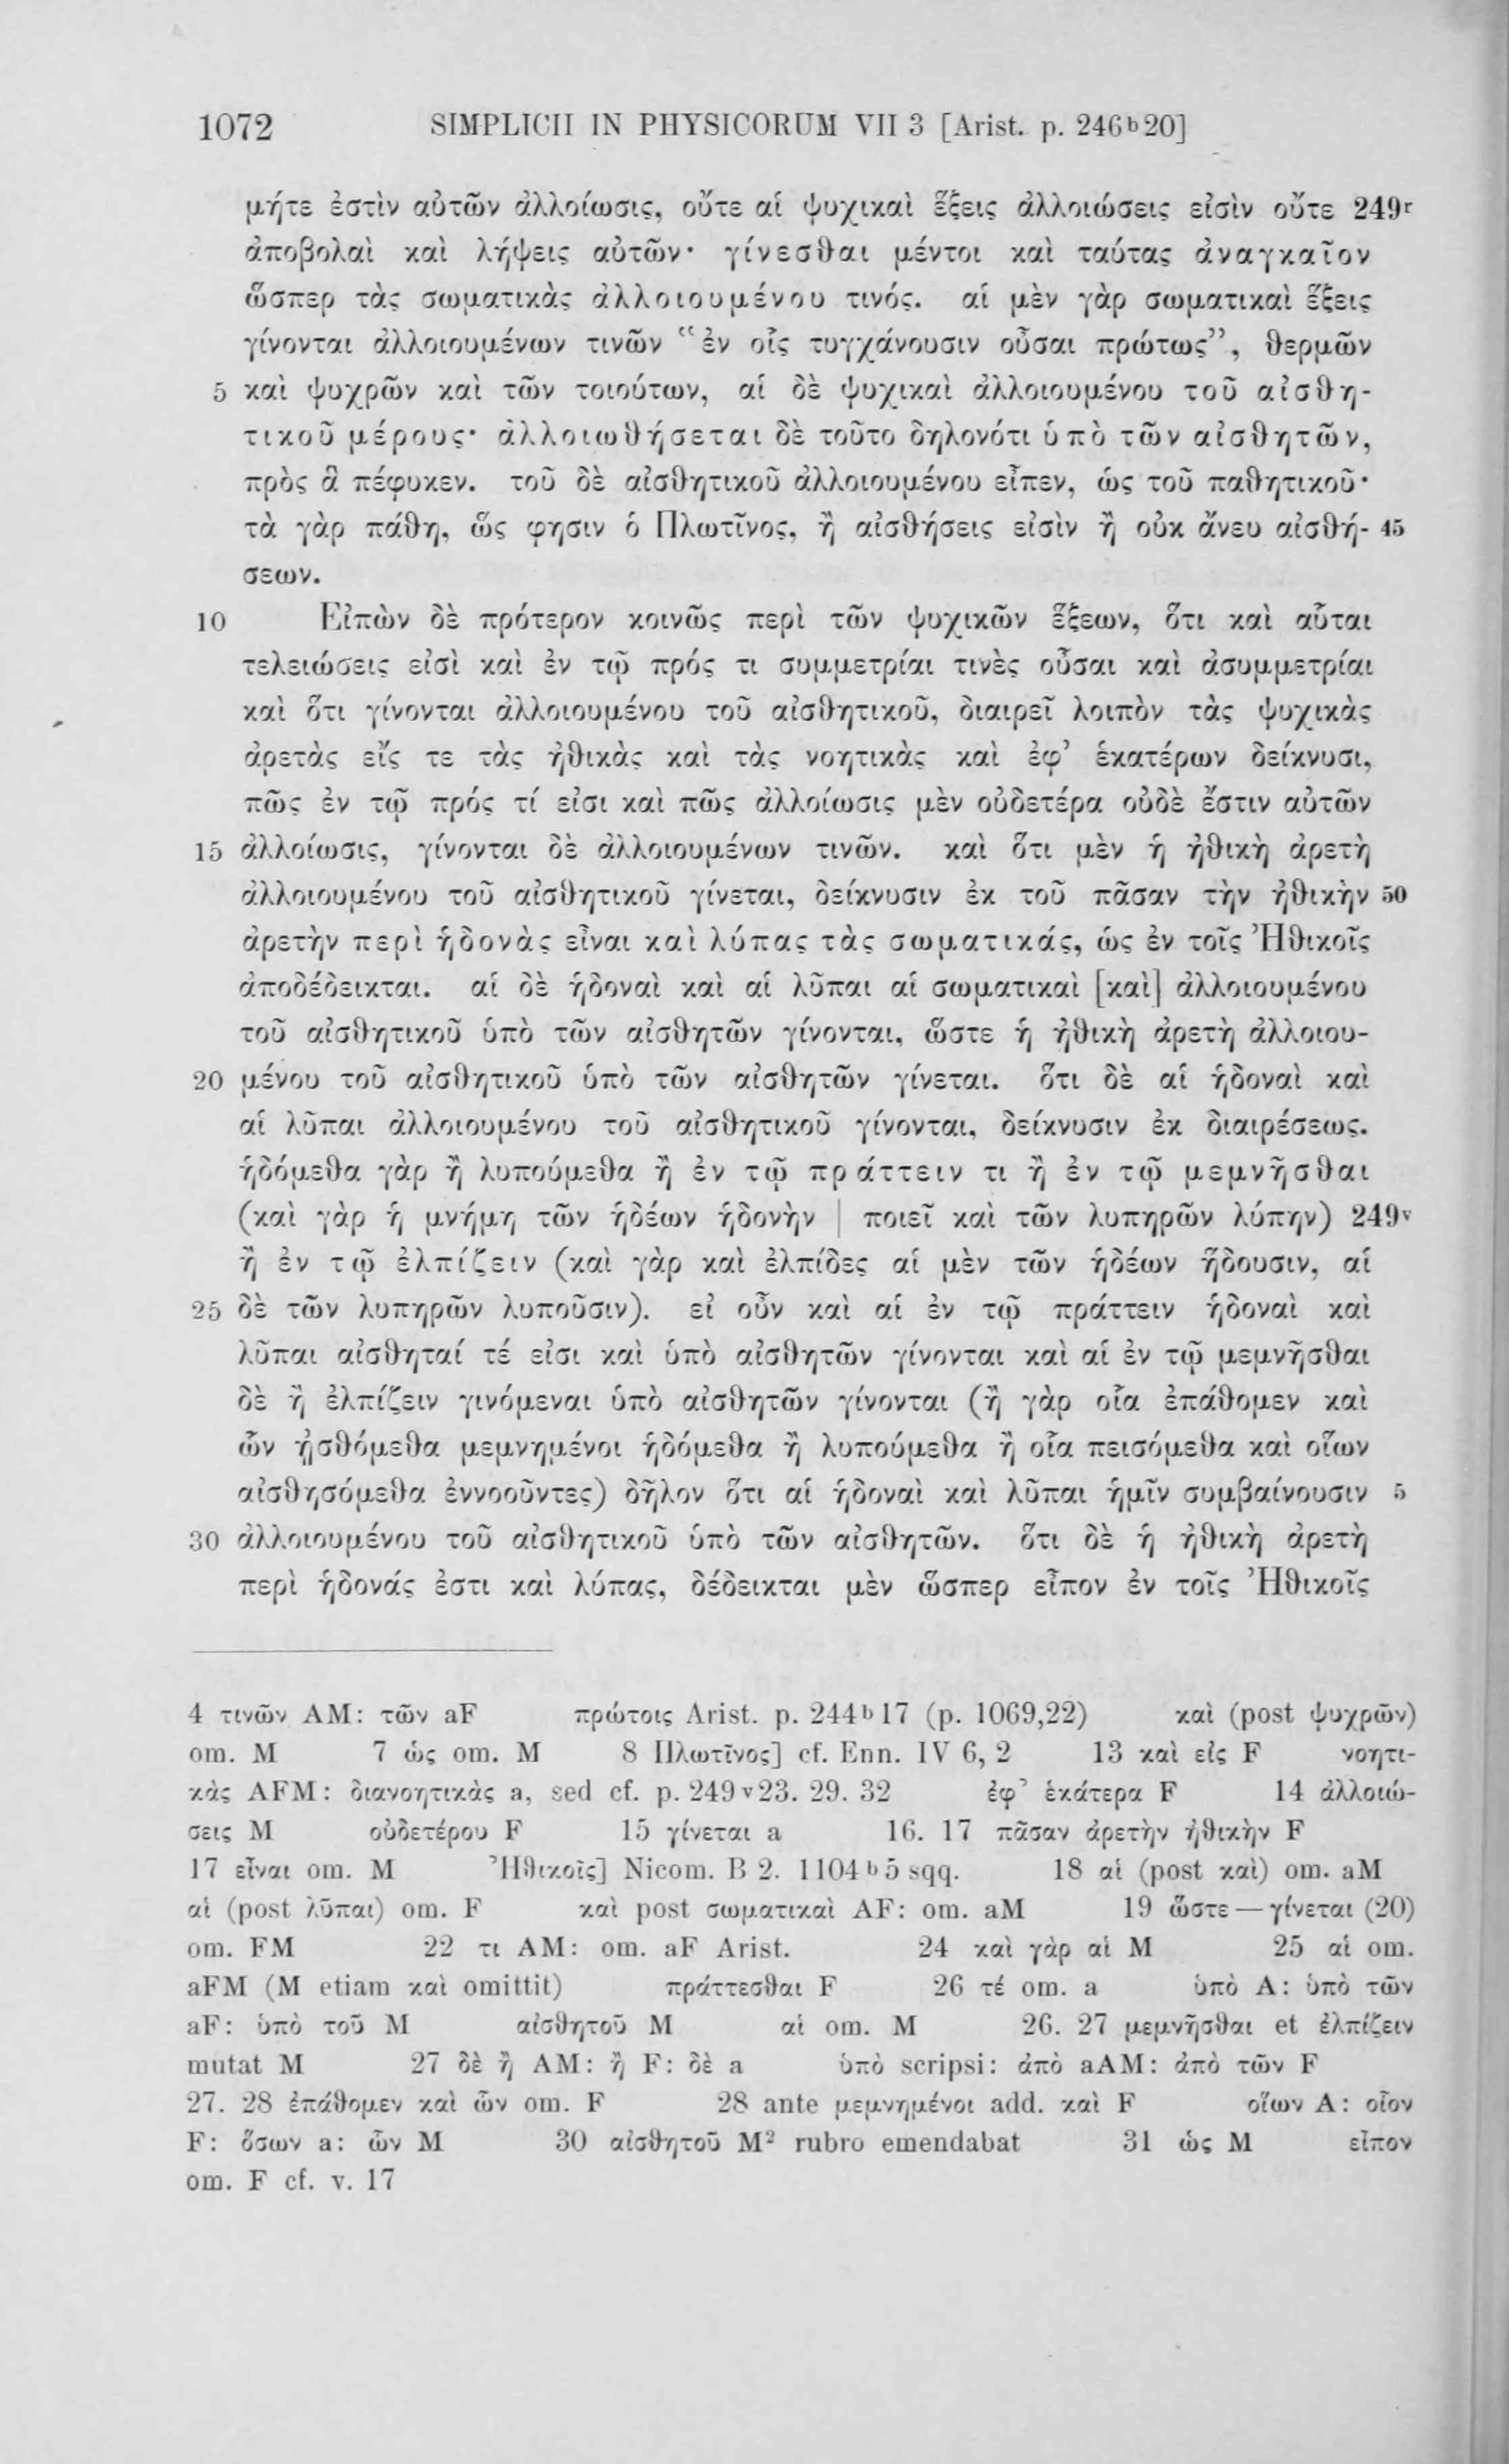 1072 SIMPLICII IN PHYSICORUM VII 3 [Arist. p. 246ᵇ20]
μήτε ἐστὶν αὐτῶν ἀλλοίωσις, οὔτε αἱ ψυχικαὶ ἕξεις ἀλλοιώσεις εἰσὶν οὔτε 249ʳ
ἀποβολαὶ καὶ λήψεις αὐτῶν· γίνεσθαι μέντοι καὶ ταύτας ἀναγκαῖον
ὥσπερ τὰς σωματικὰς ἀλλοιουμένου τινός. αἱ μὲν γὰρ σωματικαὶ ἕξεις
γίνονται ἀλλοιουμένων τινῶν “ἐν οἷς τυγχάνουσιν οὖσαι πρώτως”, θερμῶν
5 καὶ ψυχρῶν καὶ τῶν τοιούτων, αἱ δὲ ψυχικαὶ ἀλλοιουμένου τοῦ αἰσθη-
τικοῦ μέρους· ἀλλοιωθήσεται δὲ τοῦτο δηλονότι ὑπὸ τῶν αἰσθητῶν,
πρὸς ἃ πέφυκεν. τοῦ δὲ αἰσθητικοῦ ἀλλοιουμένου εἶπεν, ὡς τοῦ παθητικοῦ·
τὰ γὰρ πάθη, ὥς φησιν ὁ Πλωτῖνος, ἢ αἰσθήσεις εἰσὶν ἢ οὐκ ἄνευ αἰσθή- 45
σεων.
10 Εἰπὼν δὲ πρότερον κοινῶς περὶ τῶν ψυχικῶν ἕξεων, ὅτι καὶ αὗται
τελειώσεις εἰσὶ καὶ ἐν τῷ πρός τι συμμετρίαι τινὲς οὖσαι καὶ ἀσυμμετρίαι
καὶ ὅτι γίνονται ἀλλοιουμένου τοῦ αἰσθητικοῦ, διαιρεῖ λοιπὸν τὰς ψυχικὰς
ἀρετὰς εἴς τε τὰς ἠθικὰς καὶ τὰς νοητικὰς καὶ ἐφ’ ἑκατέρων δείκνυσι,
πῶς ἐν τῷ πρός τί εἰσι καὶ πῶς ἀλλοίωσις μὲν οὐδετέρα οὐδὲ ἔστιν αὐτῶν
15 ἀλλοίωσις, γίνονται δὲ ἀλλοιουμένων τινῶν. καὶ ὅτι μὲν ἡ ἠθικὴ ἀρετὴ
ἀλλοιουμένου τοῦ αἰσθητικοῦ γίνεται, δείκνυσιν ἐκ τοῦ πᾶσαν τὴν ἠθικὴν 50
ἀρετὴν περὶ ἡδονὰς εἶναι καὶ λύπας τὰς σωματικάς, ὡς ἐν τοῖς Ἠθικοῖς
ἀποδέδεικται. αἱ δὲ ἡδοναὶ καὶ αἱ λῦπαι αἱ σωματικαὶ [καὶ] ἀλλοιουμένου
τοῦ αἰσθητικοῦ ὑπὸ τῶν αἰσθητῶν γίνονται, ὥστε ἡ ἠθικὴ ἀρετὴ ἀλλοιου-
20 μένου τοῦ αἰσθητικοῦ ὑπὸ τῶν αἰσθητῶν γίνεται. ὅτι δὲ αἱ ἡδοναὶ καὶ
αἱ λῦπαι ἀλλοιουμένου τοῦ αἰσθητικοῦ γίνονται, δείκνυσιν ἐκ διαιρέσεως.
ἡδόμεθα γὰρ ἢ λυπούμεθα ἢ ἐν τῷ πράττειν τι ἢ ἐν τῷ μεμνῆσθαι
(καὶ γὰρ ἡ μνήμη τῶν ἡδέων ἡδονὴν | ποιεῖ καὶ τῶν λυπηρῶν λύπην) 249ᵛ
ἢ ἐν τῷ ἐλπίζειν (καὶ γὰρ καὶ ἐλπίδες αἱ μὲν τῶν ἡδέων ἥδουσιν, αἱ
25 δὲ τῶν λυπηρῶν λυποῦσιν). εἰ οὖν καὶ αἱ ἐν τῷ πράττειν ἡδοναὶ καὶ
λῦπαι αἰσθηταί τέ εἰσι καὶ ὑπὸ αἰσθητῶν γίνονται καὶ αἱ ἐν τῷ μεμνῆσθαι
δὲ ἢ ἐλπίζειν γινόμεναι ὑπὸ αἰσθητῶν γίνονται (ἢ γὰρ οἷα ἐπάθομεν καὶ
ὧν ᾐσθόμεθα μεμνημένοι ἡδόμεθα ἢ λυπούμεθα ἢ οἷα πεισόμεθα καὶ οἵων
αἰσθησόμεθα ἐννοοῦντες) δῆλον ὅτι αἱ ἡδοναὶ καὶ λῦπαι ἡμῖν συμβαίνουσιν 5
30 ἀλλοιουμένου τοῦ αἰσθητικοῦ ὑπὸ τῶν αἰσθητῶν. ὅτι δὲ ἡ ἠθικὴ ἀρετὴ
περὶ ἡδονάς ἐστι καὶ λύπας, δέδεικται μὲν ὥσπερ εἶπον ἐν τοῖς Ἠθικοῖς
4 τινῶν AM: τῶν aF πρώτοις Arist. p. 244ᵇ17 (p. 1069,22) καὶ (post ψυχρῶν)
om. M 7 ὡς om. M 8 Πλωτῖνος] cf. Enn. IV 6, 2 13 καὶ εἰς F νοητι-
κὰς AFM: διανοητικὰς a, sed cf. p. 249ᵛ23. 29. 32 ἐφ’ ἑκάτερα F 14 ἀλλοιώ-
σεις M οὐδετέρου F 15 γίνεται a 16. 17 πᾶσαν ἀρετὴν ἠθικὴν F
17 εἶναι om. M Ἠθικοῖς] Nicom. B 2. 1104ᵇ5 sqq. 18 αἱ (post καὶ) om. aM
αἱ (post λῦπαι) om. F καὶ post σωματικαὶ AF: om. aM 19 ὥστε — γίνεται (20)
om. FM 22 τι AM: om. aF Arist. 24 καὶ γὰρ αἱ M 25 αἱ om.
aFM (M etiam καὶ omittit) πράττεσθαι F 26 τέ om. a ὑπὸ A: ὑπὸ τῶν
aF: ὑπὸ τοῦ M αἰσθητοῦ M αἱ om. M 26. 27 μεμνῆσθαι et ἐλπίζειν
mutat M 27 δὲ ἢ AM: ἢ F: δὲ a ὑπὸ scripsi: ἀπὸ aAM: ἀπὸ τῶν F
27. 28 ἐπάθομεν καὶ ὧν om. F 28 ante μεμνημένοι add. καὶ F οἵων A: οἷον
F: ὅσων a: ὧν M 30 αἰσθητοῦ M² rubro emendabat 31 ὡς M εἶπον
om. F cf. v. 17